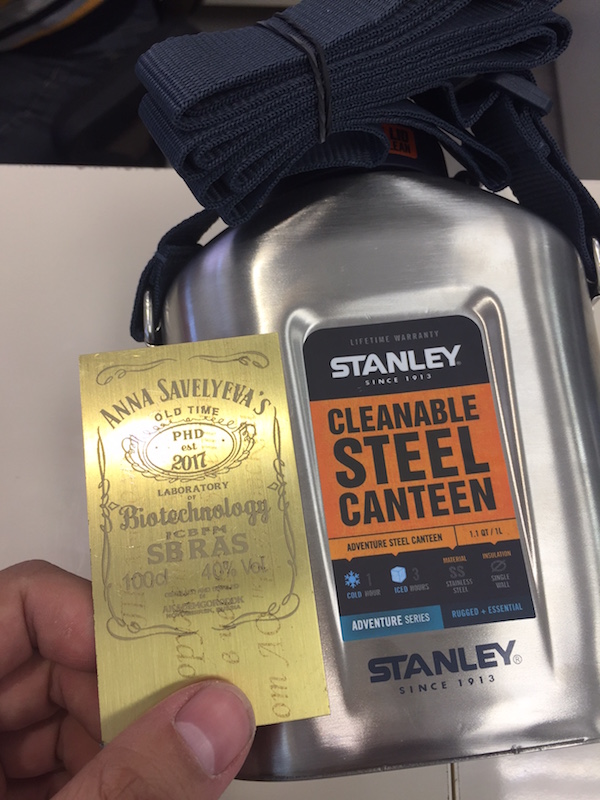 ANNA SAVELYEVA'S
OLD TIME
PHD
est
2017
LABORATORY
OF
Biotechnology
ICBFM
SB RAS
100cl 40% Vol
LIFETIME WARRANTY
STANLEY
SINCE 1913
CLEANABLE
STEEL
CANTEEN
ADVENTURE STEEL CANTEEN 1.1 QT / 1L
1 COLD HOUR
3 ICED HOURS
MATERIAL
SS
STAINLESS
STEEL
INSULATION
SINGLE
WALL
ADVENTURE SERIES RUGGED + ESSENTIAL
STANLEY®
SINCE 1913